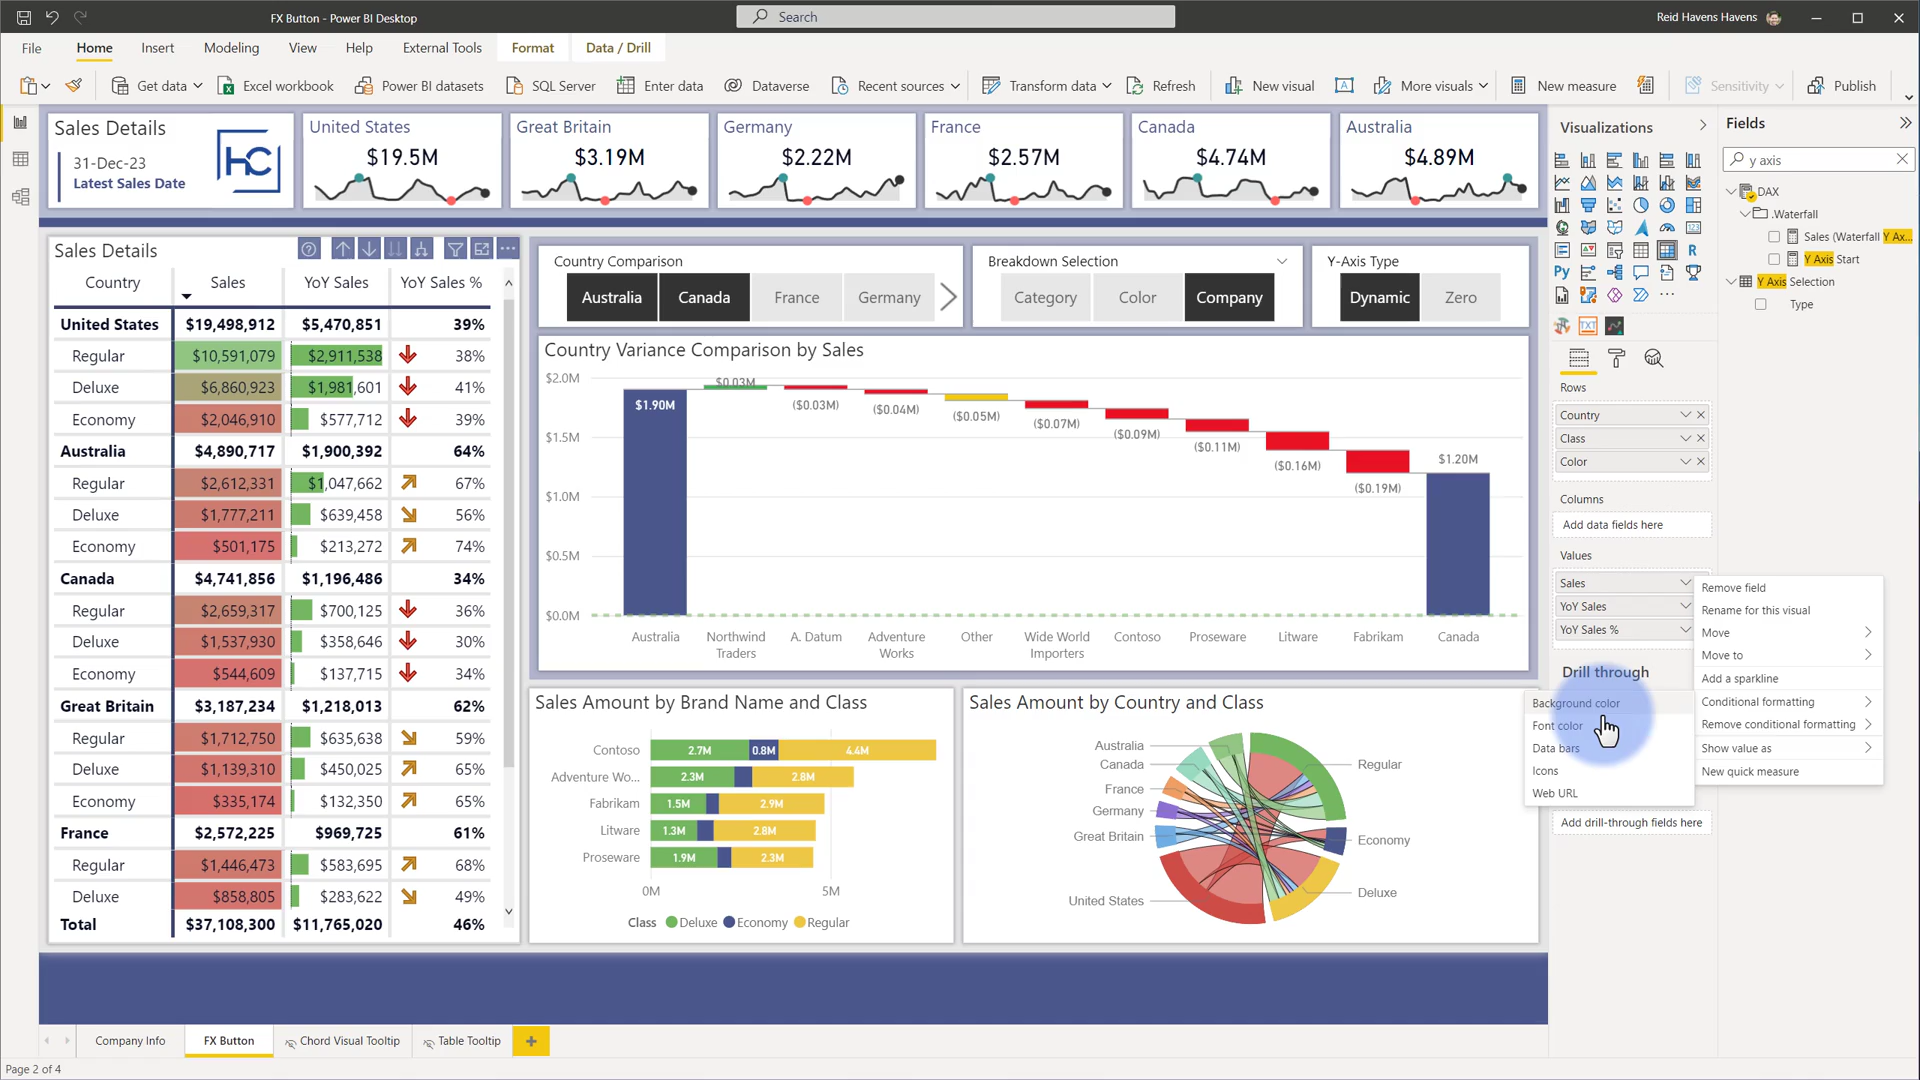 FX Button - Power BI Desktop
Search
Reid Havens Havens
File Home Insert Modeling View Help External Tools Format Data / Drill
Get data Excel workbook Power BI datasets SQL Server Enter data Dataverse Recent sources Transform data Refresh New visual More visuals New measure Sensitivity Publish
Sales Details
31-Dec-23
Latest Sales Date
HC
United States
$19.5M
Great Britain
$3.19M
Germany
$2.22M
France
$2.57M
Canada
$4.74M
Australia
$4.89M
Sales Details
Country Sales YoY Sales YoY Sales %
United States $19,498,912 $5,470,851 39%
Regular $10,591,079 $2,911,538 38%
Deluxe $6,860,923 $1,981,601 41%
Economy $2,046,910 $577,712 39%
Australia $4,890,717 $1,900,392 64%
Regular $2,612,331 $1,047,662 67%
Deluxe $1,777,211 $639,458 56%
Economy $501,175 $213,272 74%
Canada $4,741,856 $1,196,486 34%
Regular $2,659,317 $700,125 36%
Deluxe $1,537,930 $358,646 30%
Economy $544,609 $137,715 34%
Great Britain $3,187,234 $1,218,013 62%
Regular $1,712,750 $635,638 59%
Deluxe $1,139,310 $450,025 65%
Economy $335,174 $132,350 65%
France $2,572,225 $969,725 61%
Regular $1,446,473 $583,695 68%
Deluxe $858,805 $283,622 49%
Total $37,108,300 $11,765,020 46%
Country Comparison
Australia Canada France Germany
Breakdown Selection
Category Color Company
Y-Axis Type
Dynamic Zero
Country Variance Comparison by Sales
$2.0M
$1.5M
$1.0M
$0.5M
$0.0M
$1.90M $0.03M ($0.03M) ($0.04M) ($0.05M) ($0.07M) ($0.09M) ($0.11M) ($0.16M) ($0.19M) $1.20M
Australia Northwind Traders A. Datum Adventure Works Other Wide World Importers Contoso Proseware Litware Fabrikam Canada
Sales Amount by Brand Name and Class
Contoso 2.7M 0.8M 4.4M
Adventure Wo... 2.3M 2.8M
Fabrikam 1.5M 2.9M
Litware 1.3M 2.8M
Proseware 1.9M 2.3M
0M 5M
Class Deluxe Economy Regular
Sales Amount by Country and Class
Australia
Canada
France
Germany
Great Britain
United States
Regular
Economy
Deluxe
Visualizations
R
Py
TXT
Rows
Country
Class
Color
Columns
Add data fields here
Values
Sales
YoY Sales
YoY Sales %
Drill through
Background color
Font color
Data bars
Icons
Web URL
Add drill-through fields here
Remove field
Rename for this visual
Move
Move to
Add a sparkline
Conditional formatting
Remove conditional formatting
Show value as
New quick measure
Fields
y axis
DAX
.Waterfall
Sales (Waterfall Y Ax...
Y Axis Start
Y Axis Selection
Type
Company Info FX Button Chord Visual Tooltip Table Tooltip +
Page 2 of 4